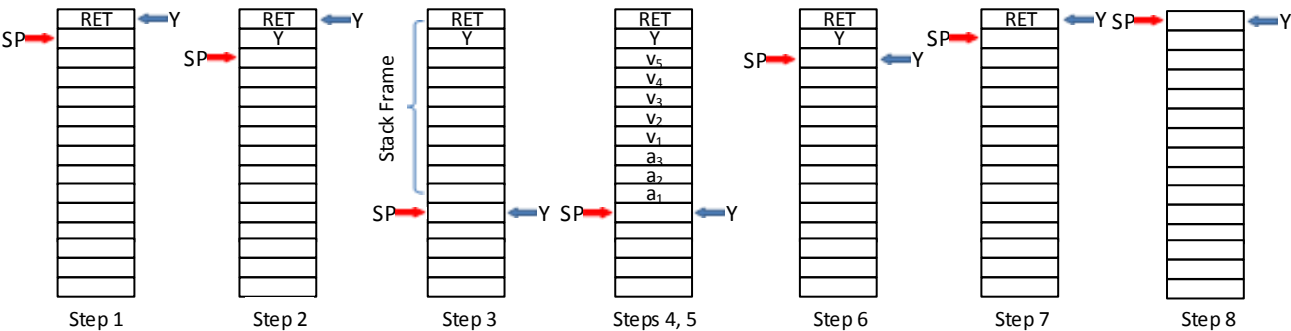 RET
Y
SP
Step 1
RET
Y
Y
SP
Step 2
Stack Frame
RET
Y
SP
Y
Step 3
RET
Y
v₅
v₄
v₃
v₂
v₁
a₃
a₂
a₁
SP
Y
Steps 4, 5
RET
Y
SP
Y
Step 6
RET
Y
SP
Step 7
SP
Y
Step 8